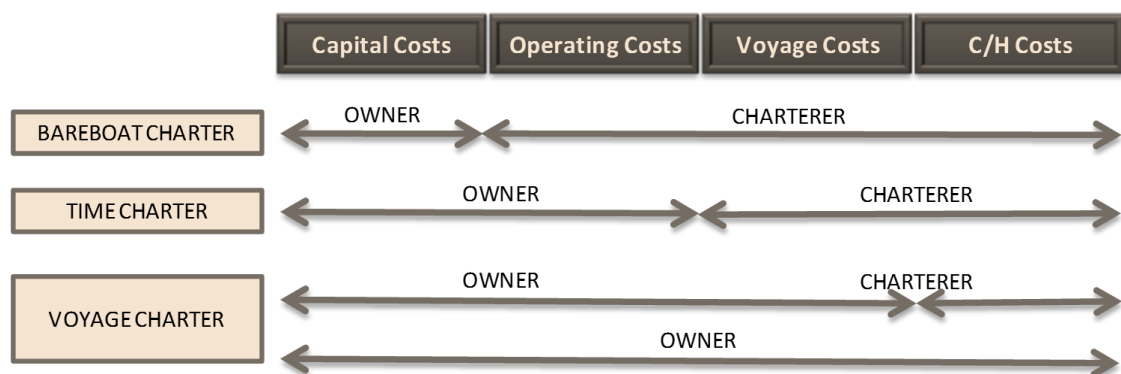 Capital Costs Operating Costs Voyage Costs C/H Costs
OWNER CHARTERER
BAREBOAT CHARTER
OWNER CHARTERER
TIME CHARTER
OWNER CHARTERER
VOYAGE CHARTER
OWNER